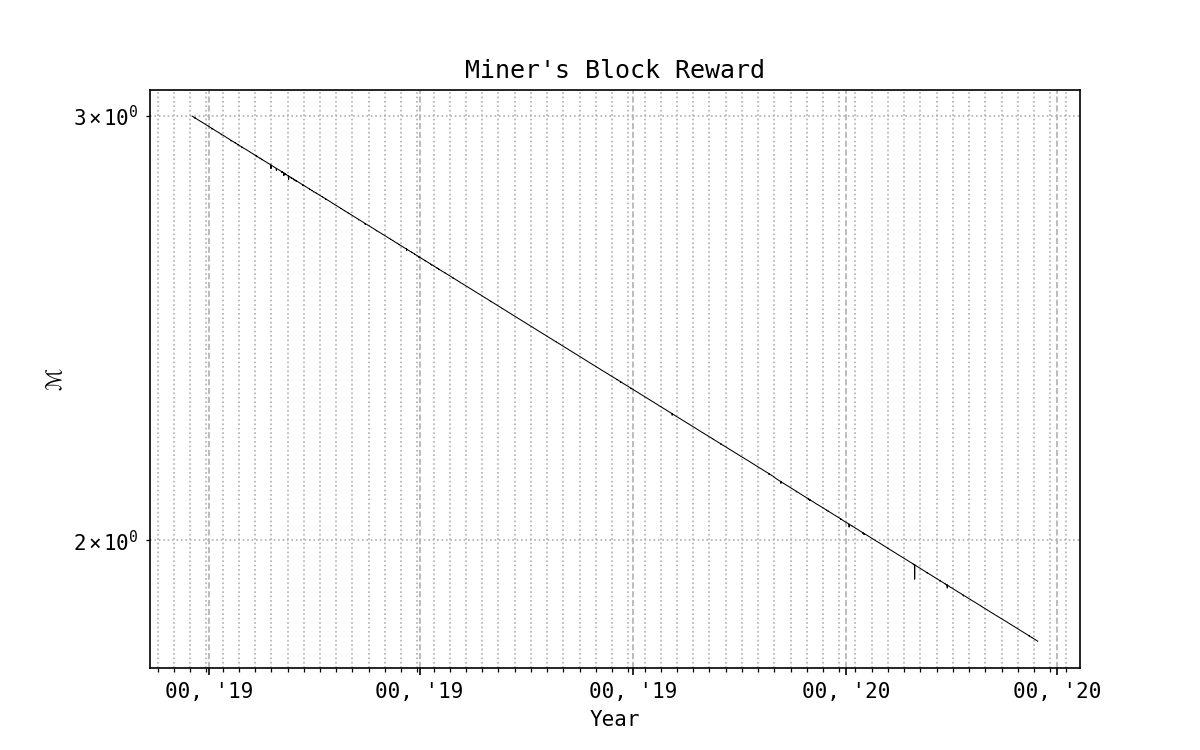 Miner's Block Reward
3×10⁰
ℳ
2×10⁰
00, '19 00, '19 00, '19 00, '20 00, '20
Year